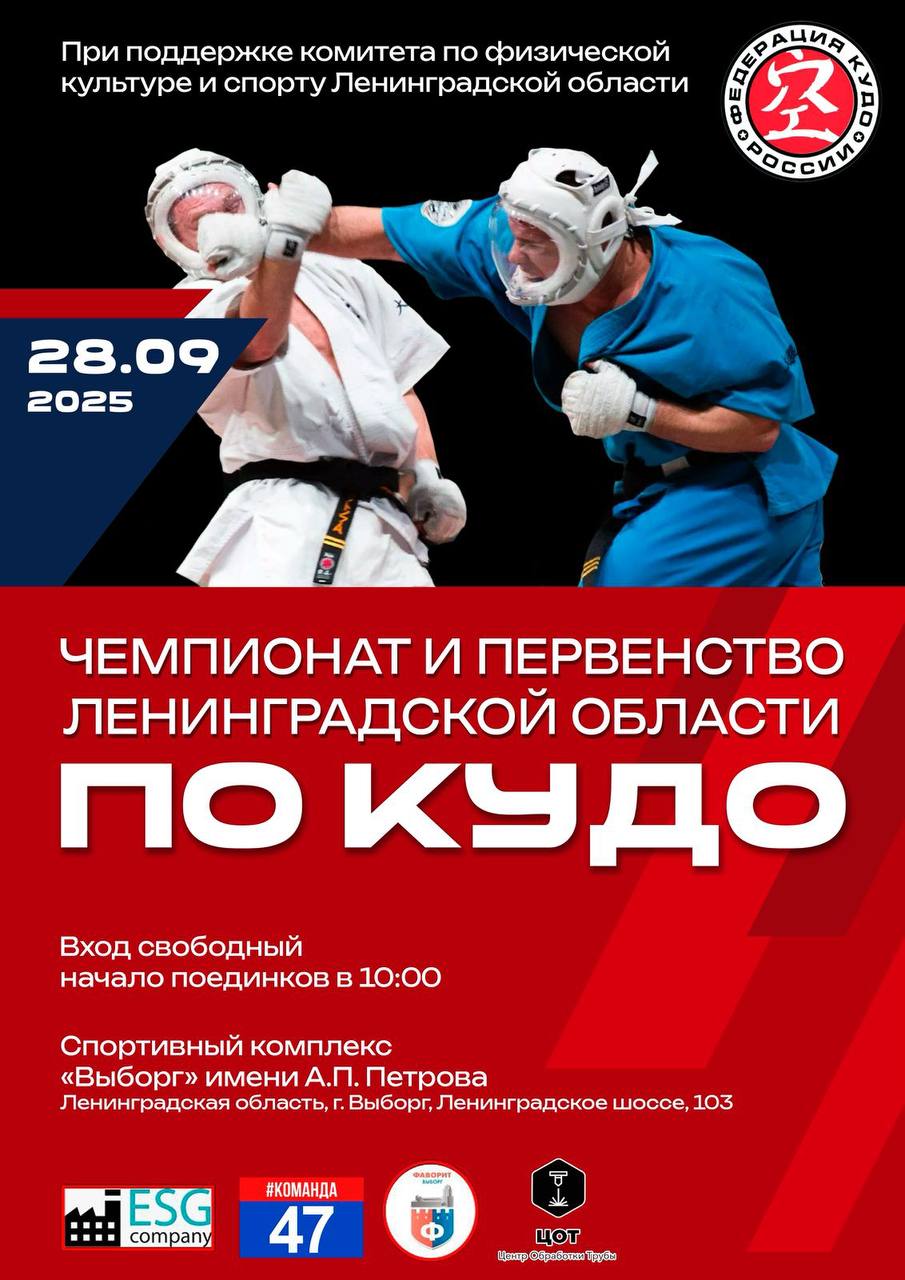 При поддержке комитета по физической
культуре и спорту Ленинградской области
ФЕДЕРАЦИЯ КУДО
РОССИИ
28.09
2025
ЧЕМПИОНАТ И ПЕРВЕНСТВО
ЛЕНИНГРАДСКОЙ ОБЛАСТИ
ПО КУДО
Вход свободный
начало поединков в 10:00
Спортивный комплекс
«Выборг» имени А.П. Петрова
Ленинградская область, г. Выборг, Ленинградское шоссе, 103
ESG
company
#КОМАНДА
47
ФАВОРИТ
ВЫБОРГ
Ф
ЦОТ
Центр Обработки Трубы